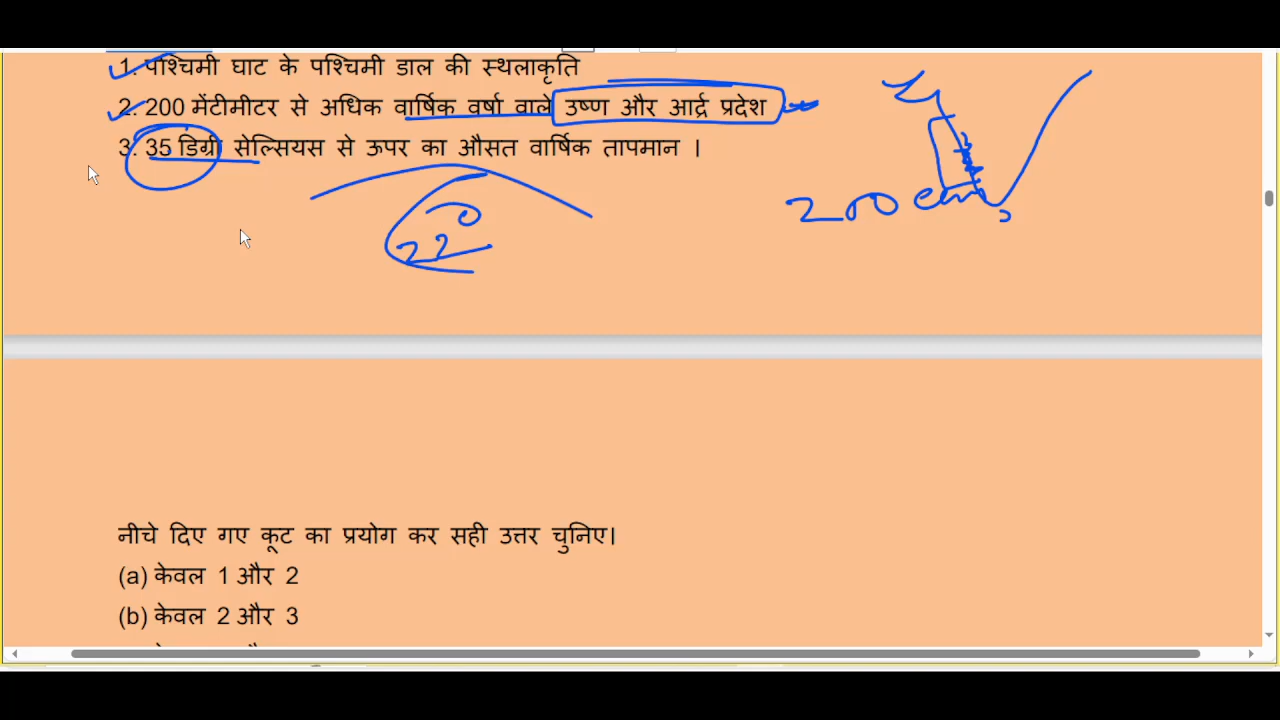 1. पश्चिमी घाट के पश्चिमी डाल की स्थलाकृति
2. 200 मेंटीमीटर से अधिक वार्षिक वर्षा वाले उष्ण और आर्द्र प्रदेश
3. 35 डिग्री सेल्सियस से ऊपर का औसत वार्षिक तापमान ।
200 cm
22
नीचे दिए गए कूट का प्रयोग कर सही उत्तर चुनिए।
(a) केवल 1 और 2
(b) केवल 2 और 3